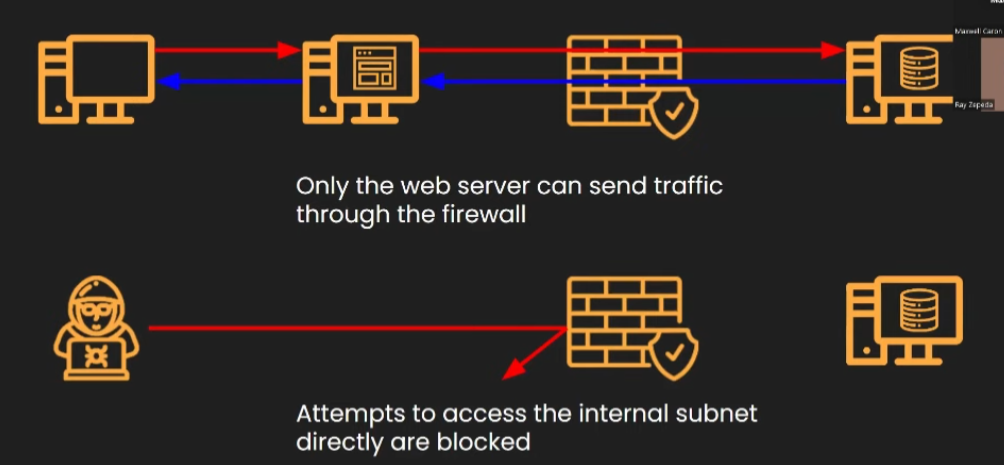 Maxwell Caron
Ray Zepeda
Only the web server can send traffic
through the firewall
Attempts to access the internal subnet
directly are blocked